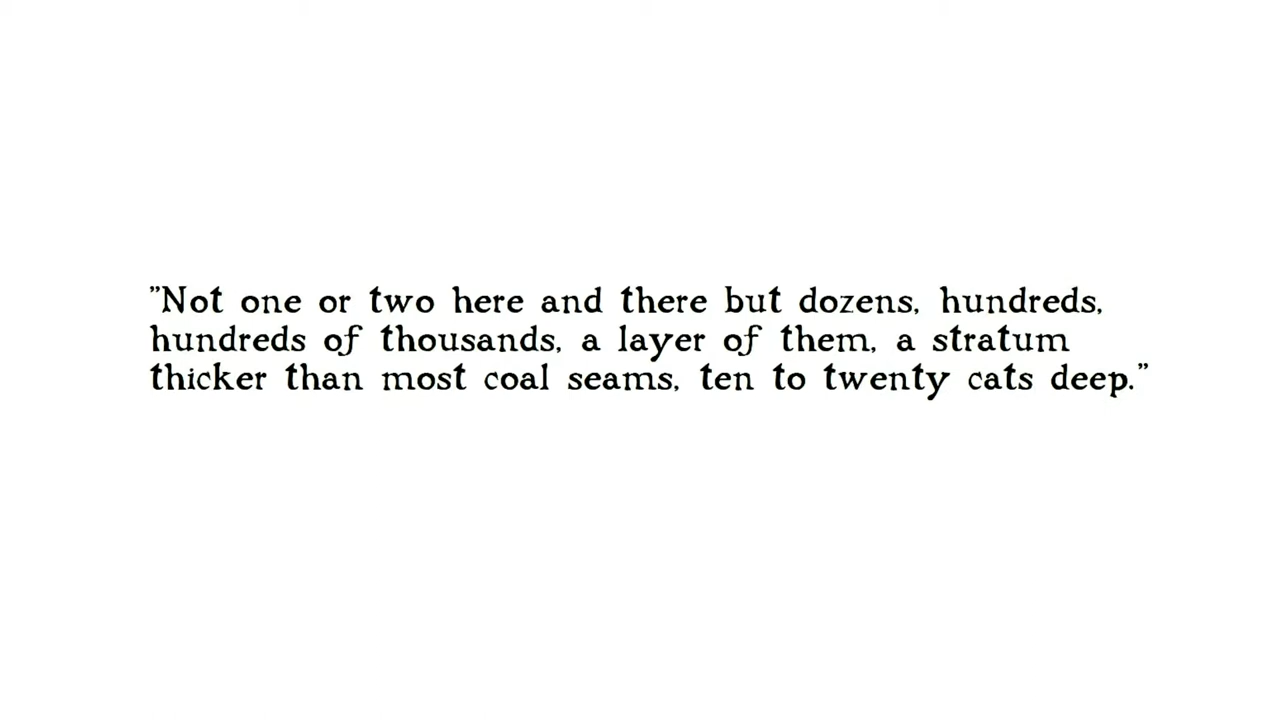 "Not one or two here and there but dozens, hundreds,
hundreds of thousands, a layer of them, a stratum
thicker than most coal seams, ten to twenty cats deep."